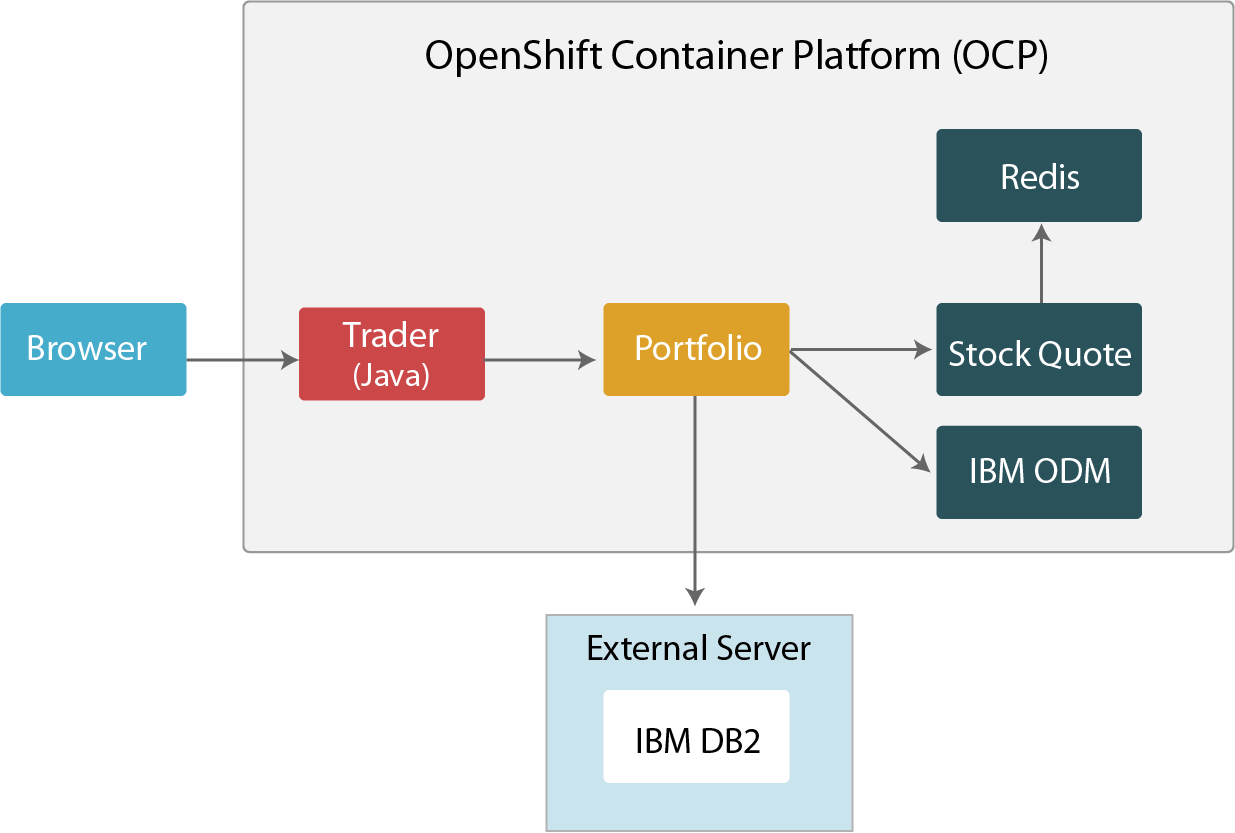 OpenShift Container Platform (OCP)
Redis
Browser
Trader
(Java)
Portfolio
Stock Quote
IBM ODM
External Server
IBM DB2